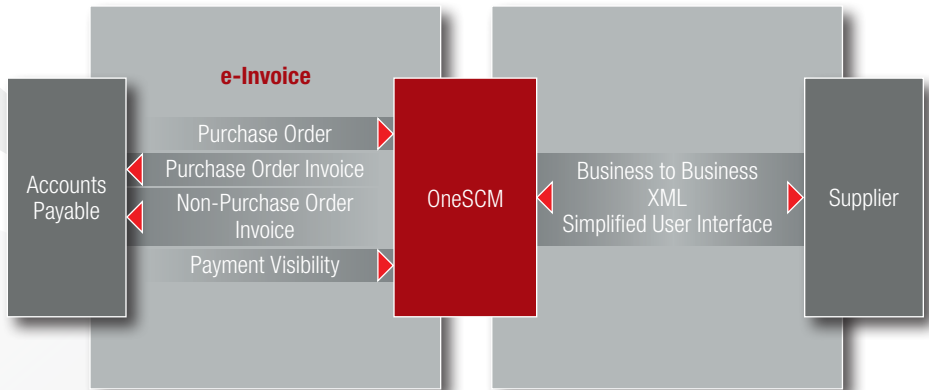 e-Invoice
Purchase Order
Purchase Order Invoice
Non-Purchase Order
Invoice
Payment Visibility
Accounts
Payable
OneSCM
Business to Business
XML
Simplified User Interface
Supplier